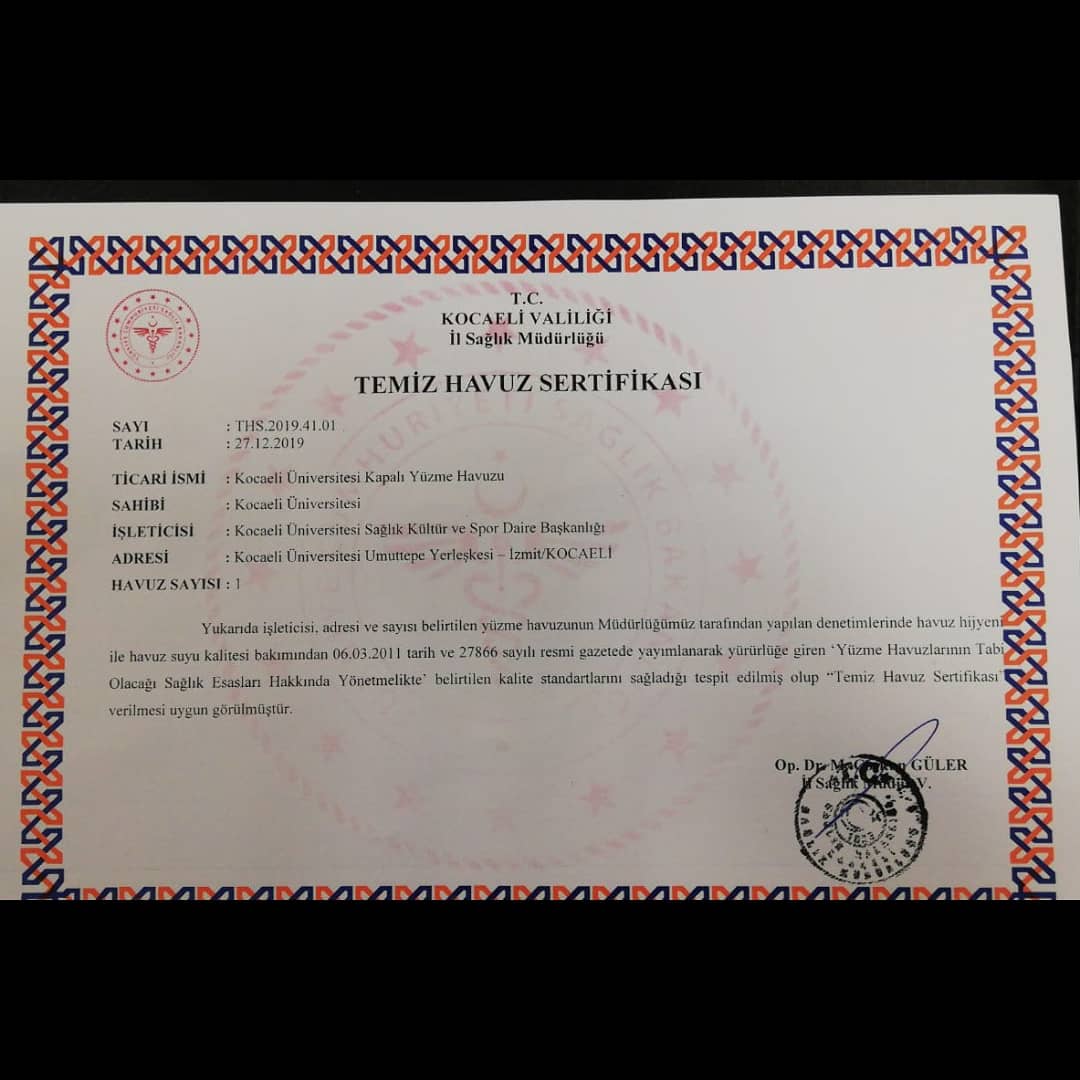 T.C.
KOCAELİ VALİLİĞİ
İl Sağlık Müdürlüğü
TEMİZ HAVUZ SERTİFİKASI
SAYI : THS.2019.41.01
TARİH : 27.12.2019
TİCARİ İSMİ : Kocaeli Üniversitesi Kapalı Yüzme Havuzu
SAHİBİ : Kocaeli Üniversitesi
İŞLETİCİSİ : Kocaeli Üniversitesi Sağlık Kültür ve Spor Daire Başkanlığı
ADRESİ : Kocaeli Üniversitesi Umuttepe Yerleşkesi – İzmit/KOCAELİ
HAVUZ SAYISI : 1
Yukarıda işleticisi, adresi ve sayısı belirtilen yüzme havuzunun Müdürlüğümüz tarafından yapılan denetimlerinde havuz hijyeni
ile havuz suyu kalitesi bakımından 06.03.2011 tarih ve 27866 sayılı resmi gazetede yayımlanarak yürürlüğe giren ‘Yüzme Havuzlarının Tabi
Olacağı Sağlık Esasları Hakkında Yönetmelikte’ belirtilen kalite standartlarını sağladığı tespit edilmiş olup “Temiz Havuz Sertifikası”
verilmesi uygun görülmüştür.
Op. Dr. GÜLER
İl Sağlık Müdür V.
T.C.